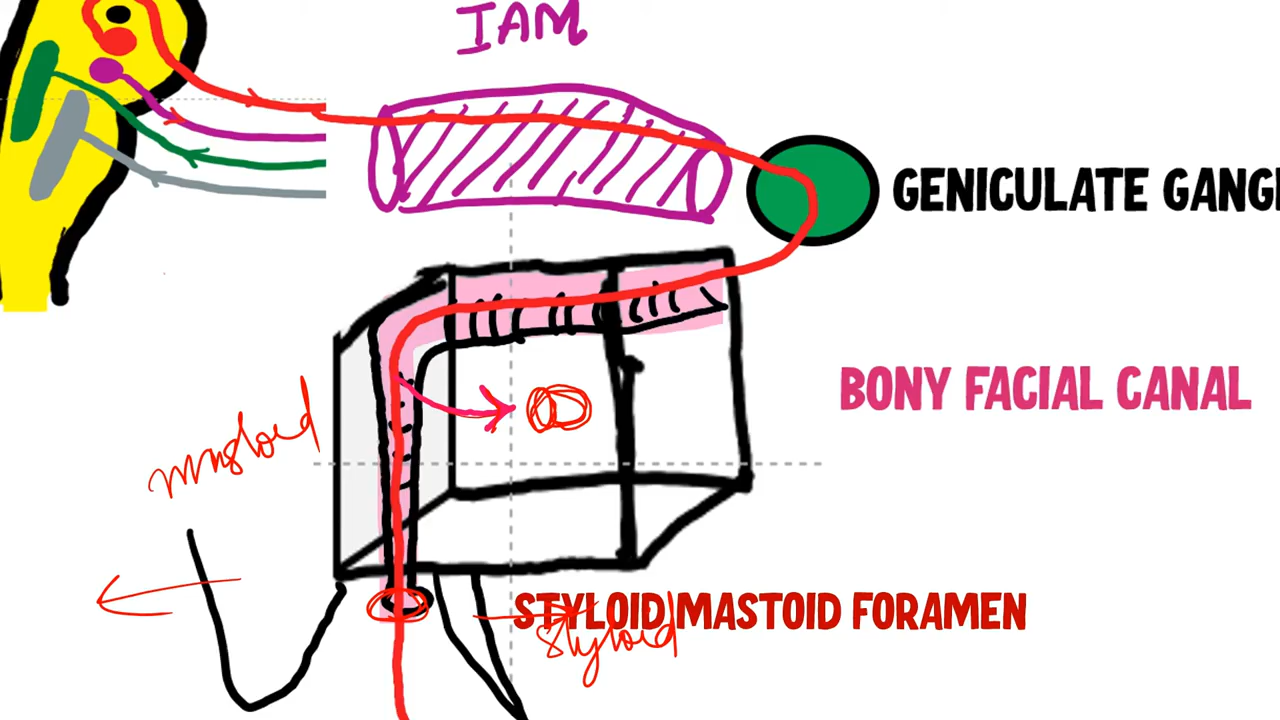 IAM
GENICULATE GANGL
BONY FACIAL CANAL
mastoid
STYLOID MASTOID FORAMEN
styloid